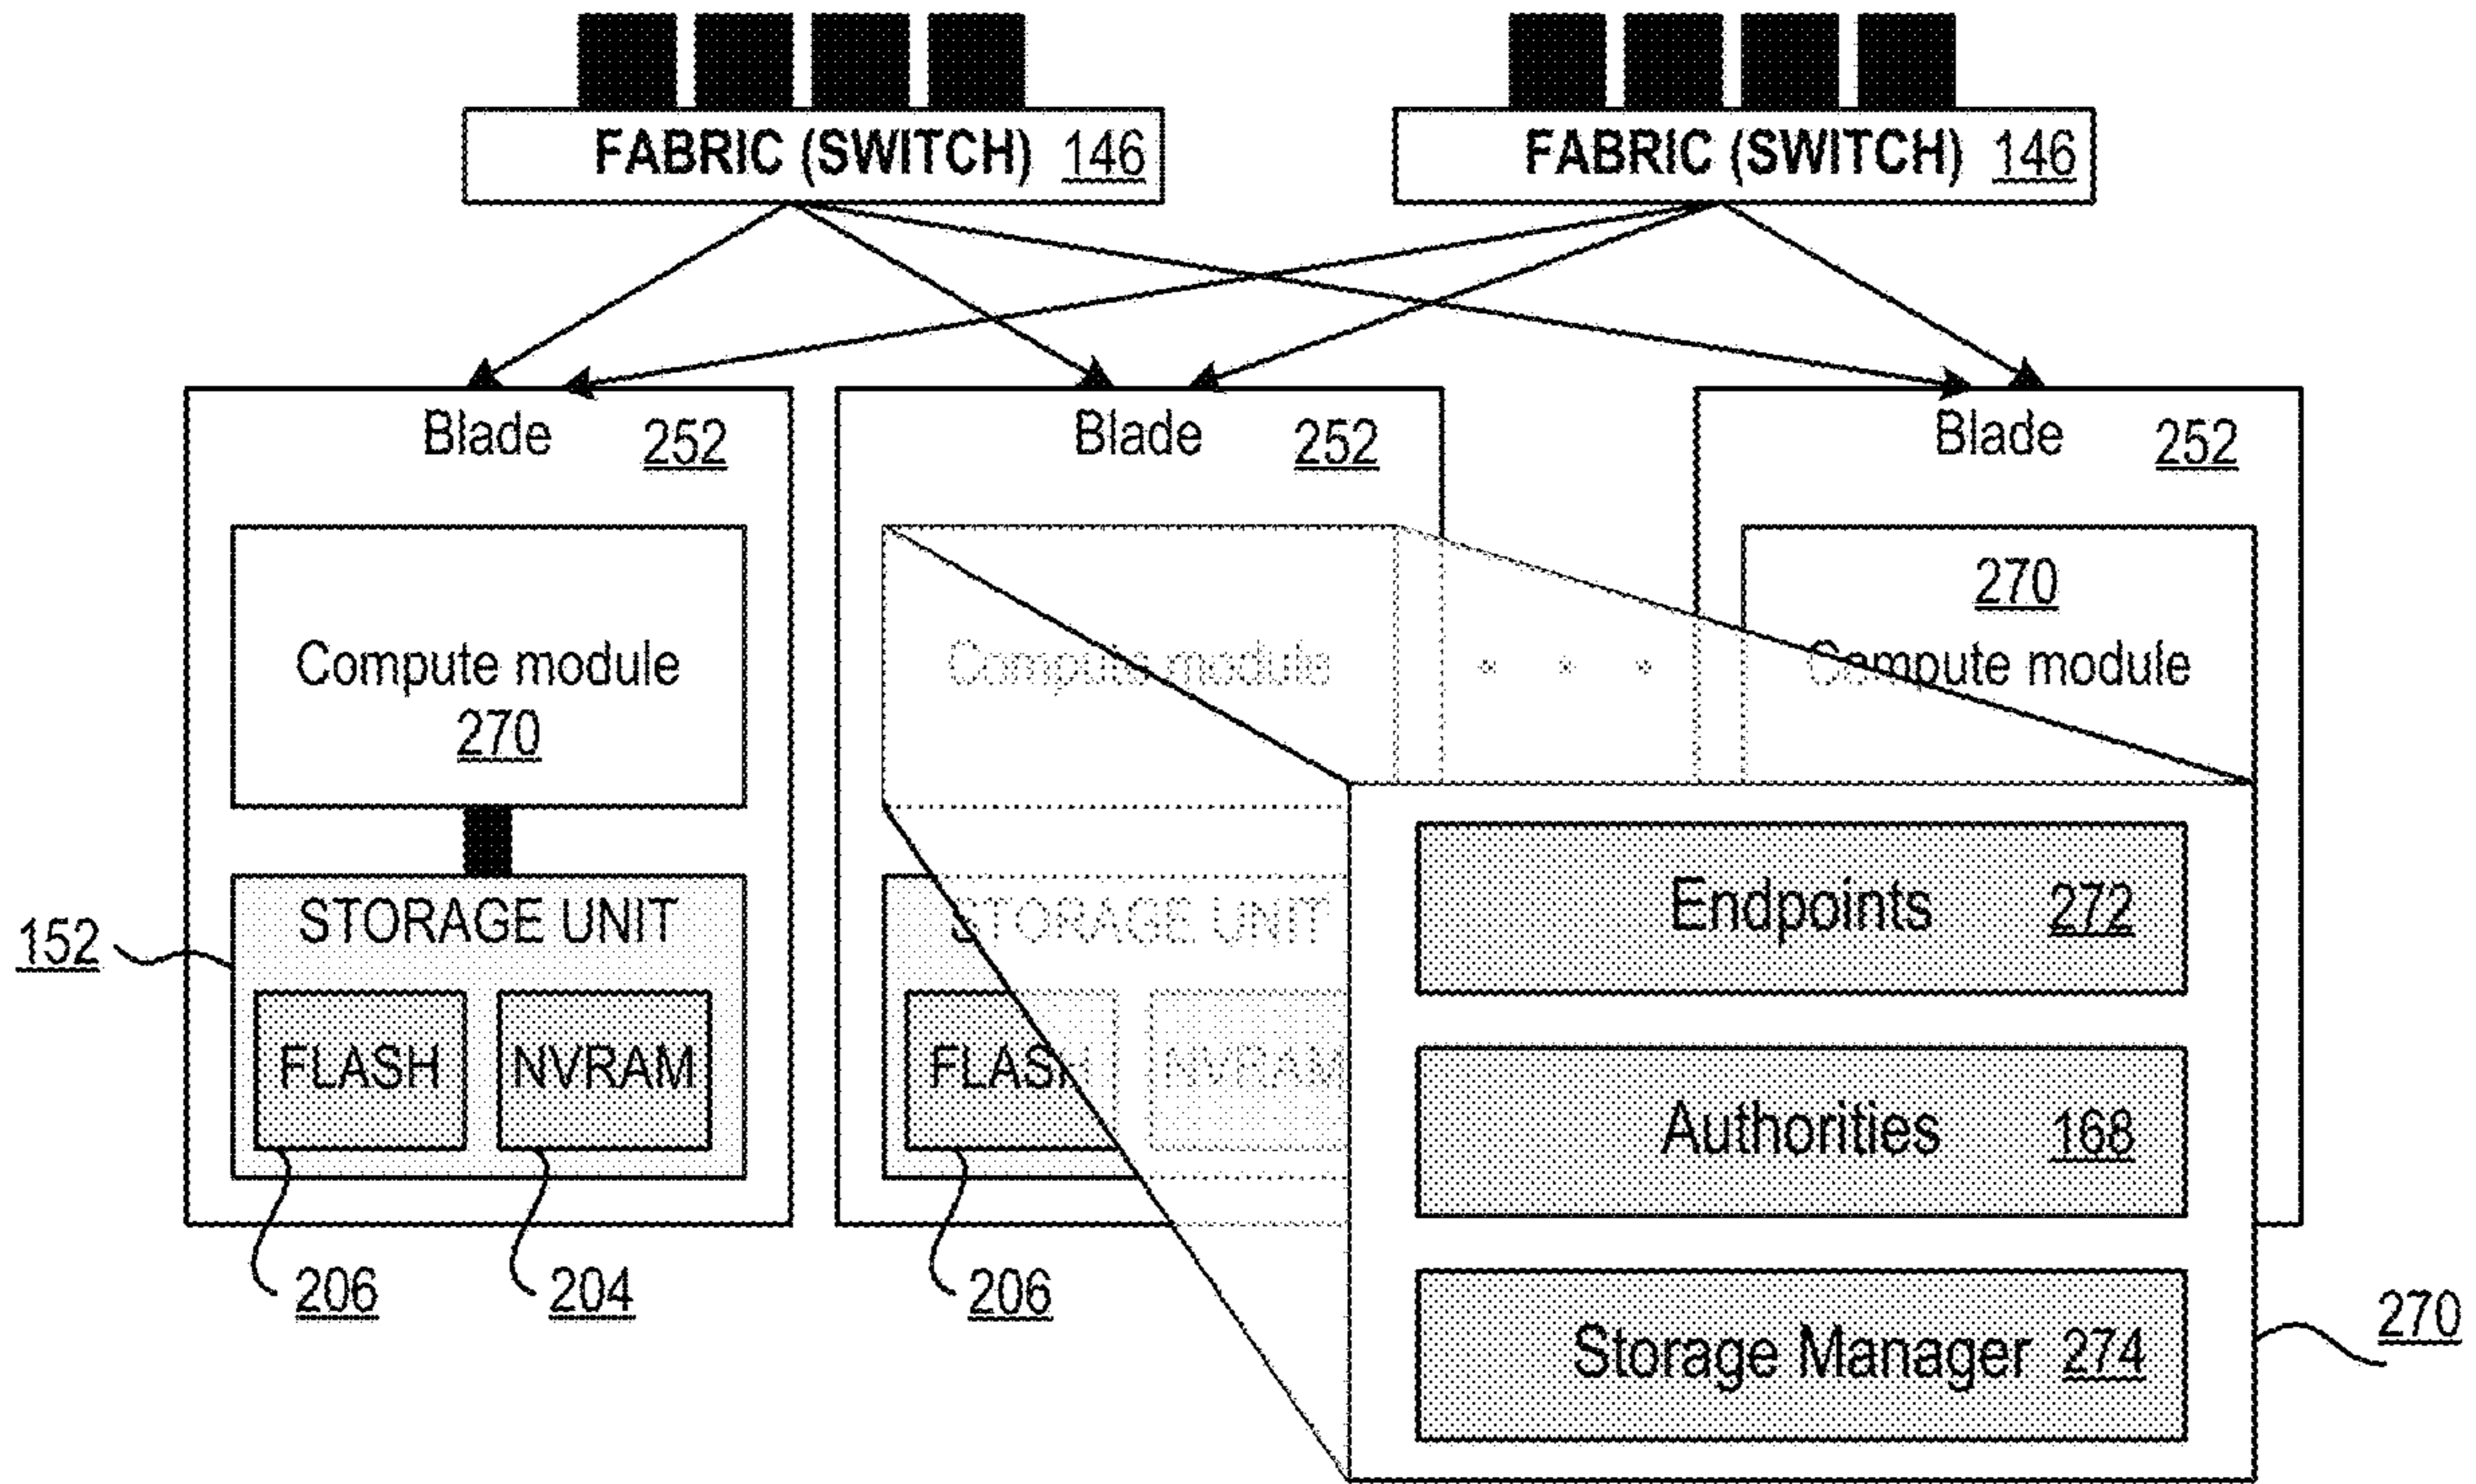 FABRIC (SWITCH) 146
FABRIC (SWITCH) 146
Blade 252
Blade 252
Blade 252
Compute module
270
Compute module
270
Compute module
152
STORAGE UNIT
FLASH
NVRAM
206
204
STORAGE UNIT
FLASH
NVRAM
206
Endpoints 272
Authorities 168
Storage Manager 274
270